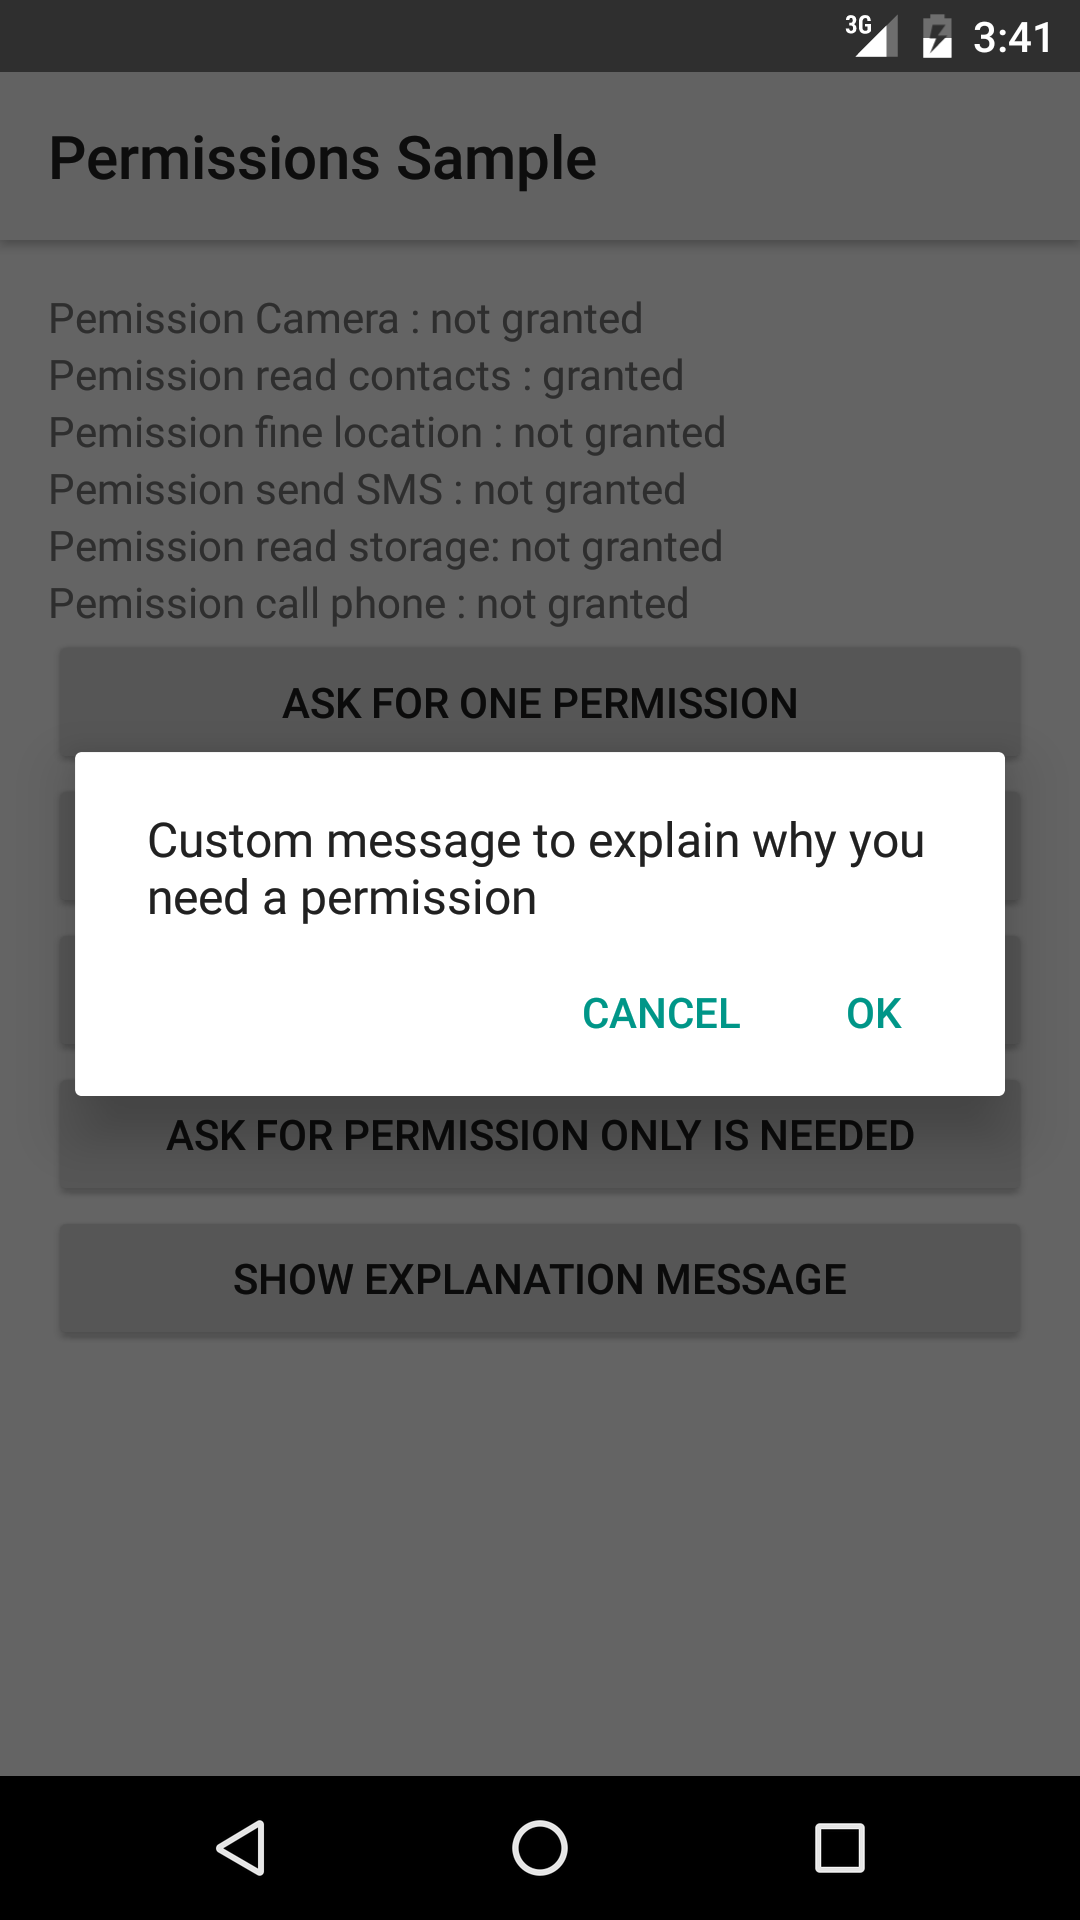 3G 3:41
Permissions Sample
Pemission Camera : not granted
Pemission read contacts : granted
Pemission fine location : not granted
Pemission send SMS : not granted
Pemission read storage: not granted
Pemission call phone : not granted
ASK FOR ONE PERMISSION
Custom message to explain why you
need a permission
CANCEL OK
ASK FOR PERMISSION ONLY IS NEEDED
SHOW EXPLANATION MESSAGE